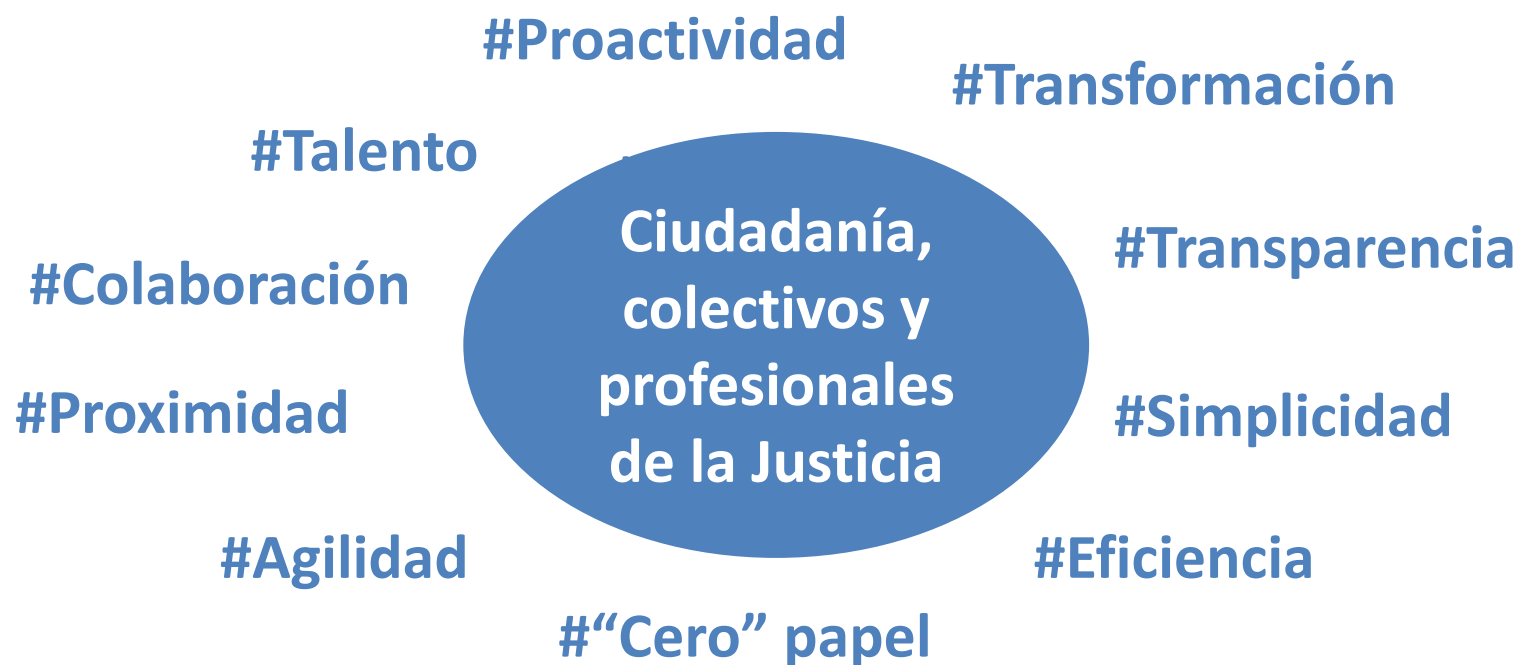 #Proactividad
#Transformación
#Talento
Ciudadanía,
colectivos y
profesionales
de la Justicia
#Transparencia
#Colaboración
#Proximidad
#Simplicidad
#Agilidad
#Eficiencia
#“Cero” papel